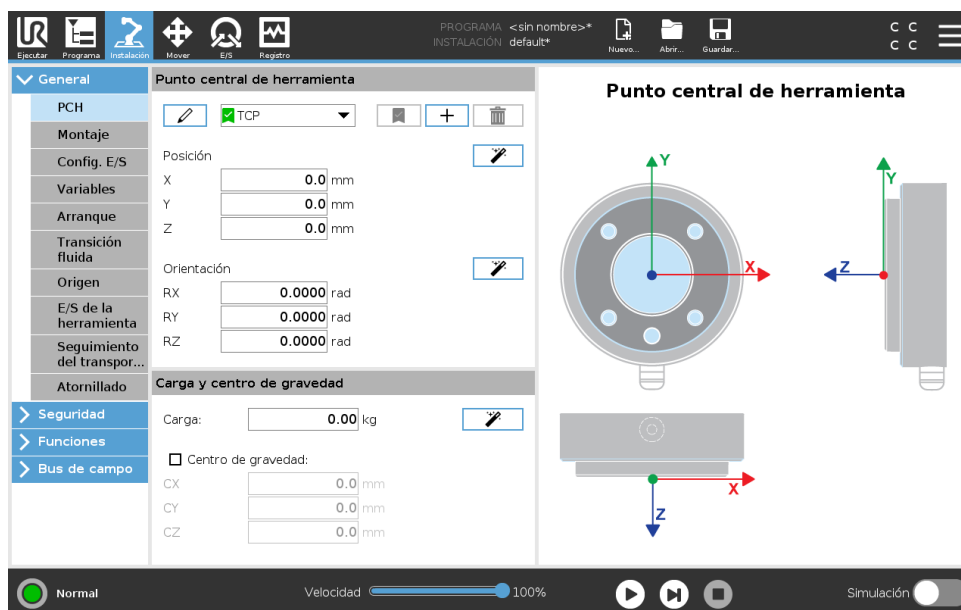 UR
PROGRAMA <sin nombre>*
INSTALACIÓN default*
C C
C C
Ejecutar Programa Instalación Mover E/S Registro Nuevo... Abrir... Guardar...
General
PCH
Montaje
Config. E/S
Variables
Arranque
Transición
fluida
Origen
E/S de la
herramienta
Seguimiento
del transpor...
Atornillado
Seguridad
Funciones
Bus de campo
Punto central de herramienta
TCP
Posición
X 0.0 mm
Y 0.0 mm
Z 0.0 mm
Orientación
RX 0.0000 rad
RY 0.0000 rad
RZ 0.0000 rad
Carga y centro de gravedad
Carga: 0.00 kg
Centro de gravedad:
CX 0.0 mm
CY 0.0 mm
CZ 0.0 mm
Punto central de herramienta
Y
X
Y
Z
X
Z
Normal Velocidad 100% Simulación